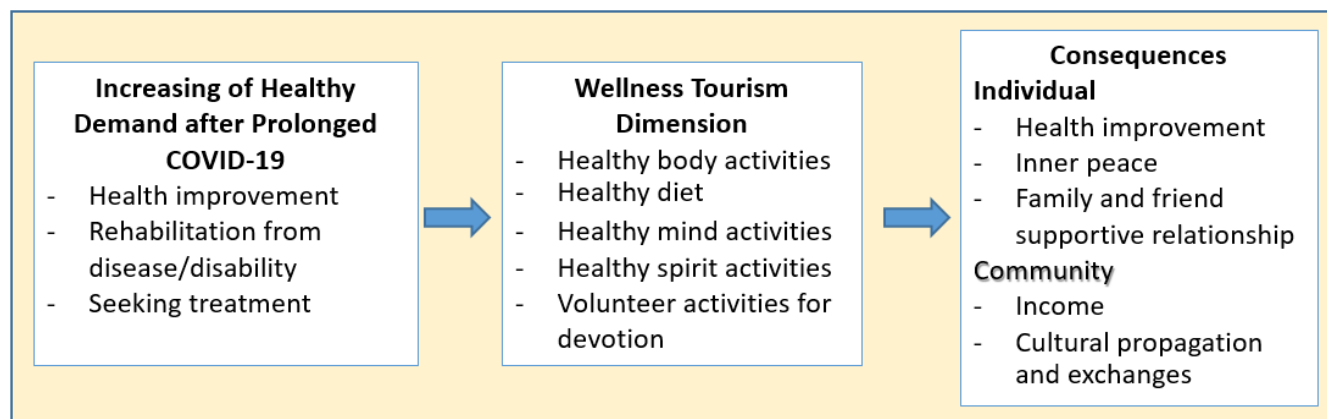 Increasing of Healthy
Demand after Prolonged
COVID-19
- Health improvement
- Rehabilitation from
disease/disability
- Seeking treatment
Wellness Tourism
Dimension
- Healthy body activities
- Healthy diet
- Healthy mind activities
- Healthy spirit activities
- Volunteer activities for
devotion
Consequences
Individual
- Health improvement
- Inner peace
- Family and friend
supportive relationship
Community
- Income
- Cultural propagation
and exchanges